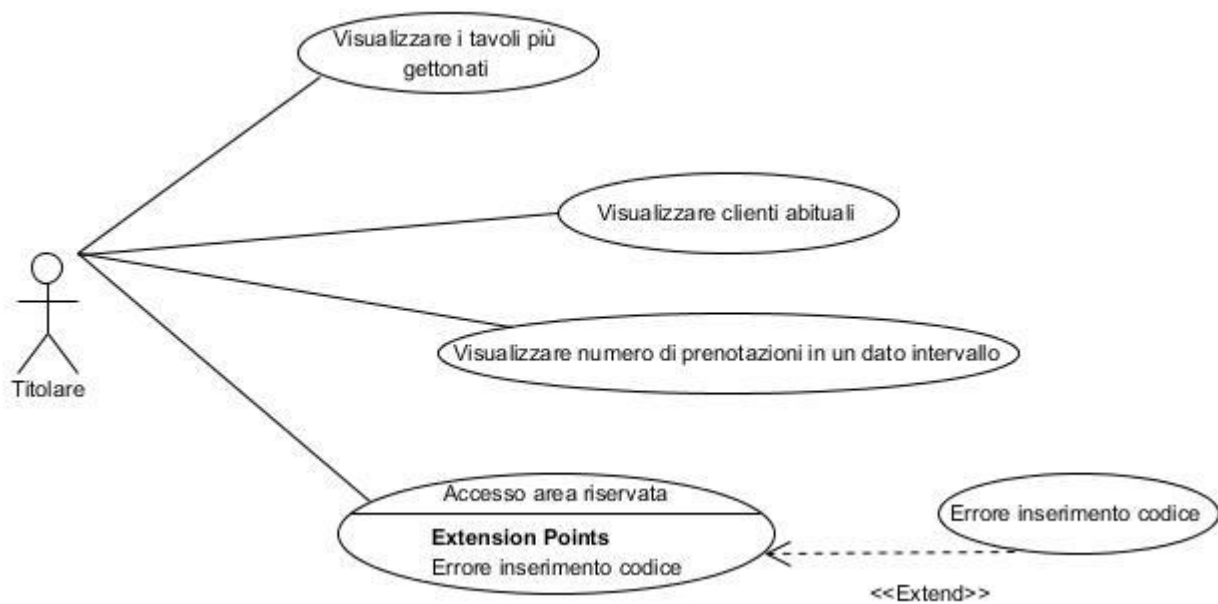 Visualizzare i tavoli più
gettonati
Visualizzare clienti abituali
Visualizzare numero di prenotazioni in un dato intervallo
Titolare
Accesso area riservata
Extension Points
Errore inserimento codice
Errore inserimento codice
<<Extend>>